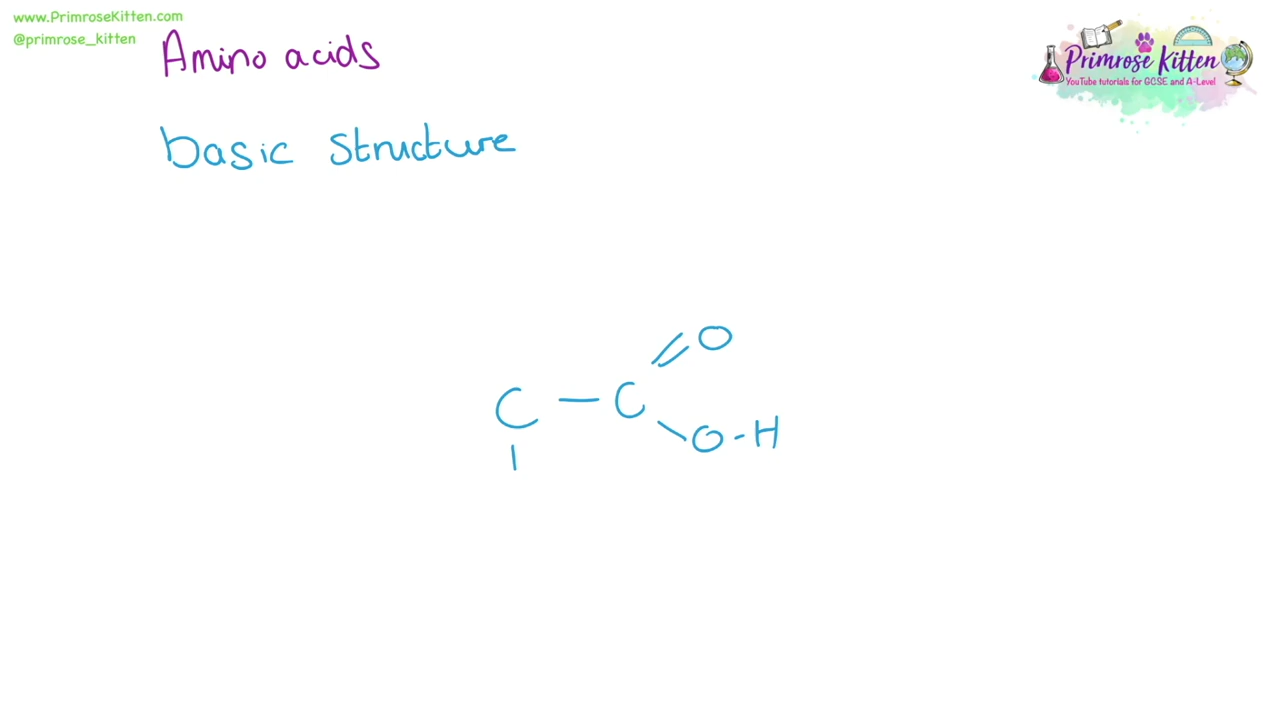 www.PrimroseKitten.com
@primrose_kitten
Amino acids
Primrose Kitten
YouTube tutorials for GCSE and A-Level
basic structure
O
C — C
O-H